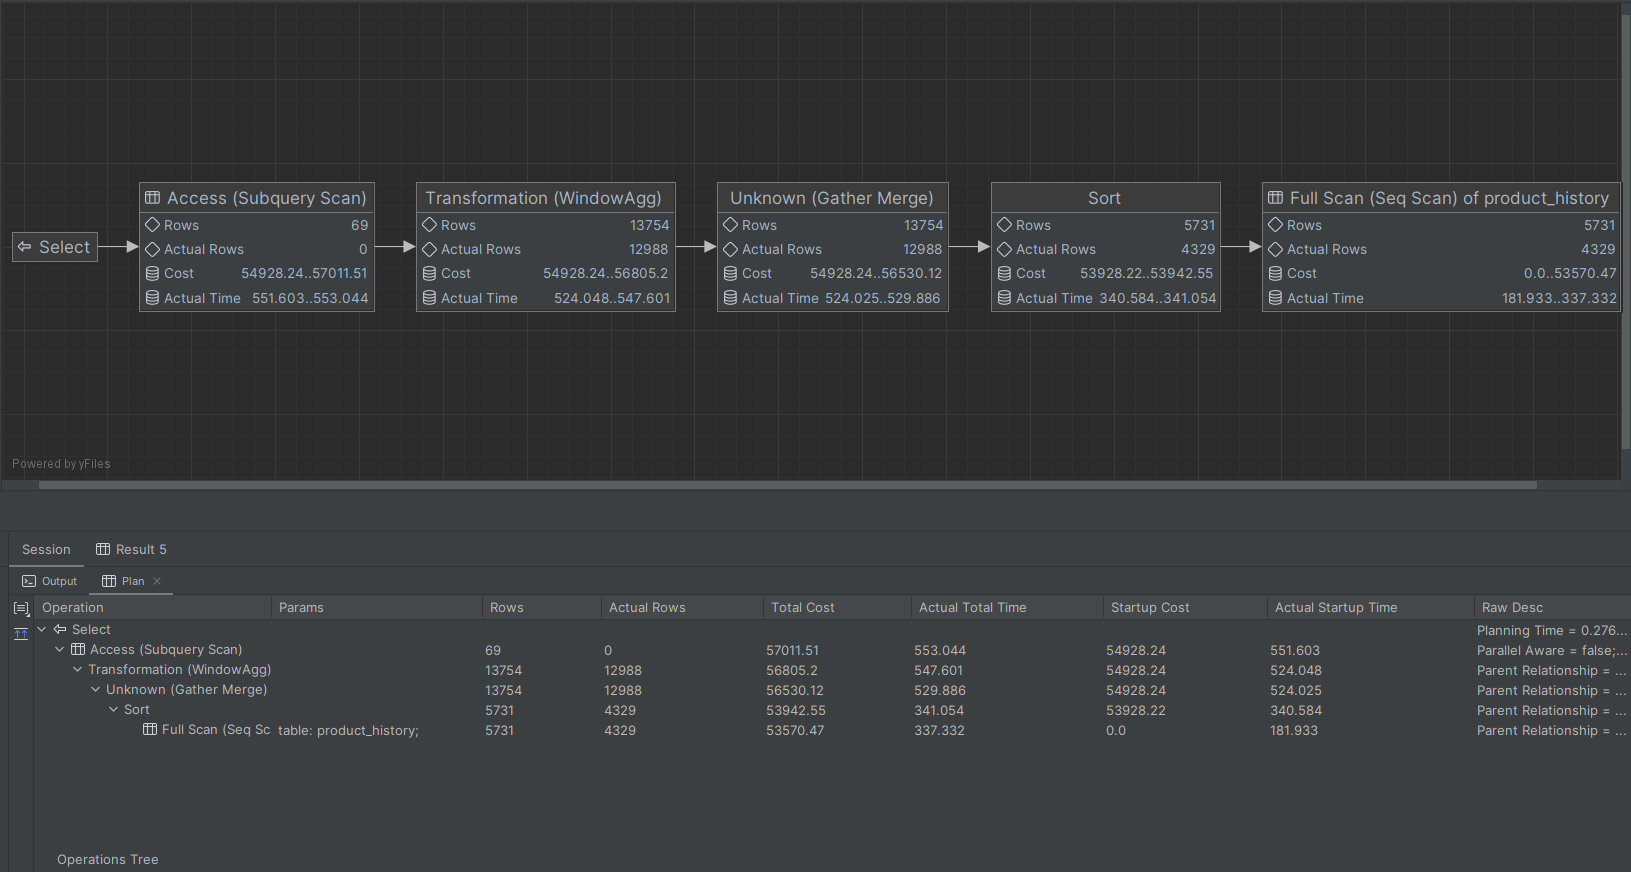 Select
Access (Subquery Scan)
Rows 69
Actual Rows 0
Cost 54928.24..57011.51
Actual Time 551.603..553.044
Transformation (WindowAgg)
Rows 13754
Actual Rows 12988
Cost 54928.24..56805.2
Actual Time 524.048..547.601
Unknown (Gather Merge)
Rows 13754
Actual Rows 12988
Cost 54928.24..56530.12
Actual Time 524.025..529.886
Sort
Rows 5731
Actual Rows 4329
Cost 53928.22..53942.55
Actual Time 340.584..341.054
Full Scan (Seq Scan) of product_history
Rows 5731
Actual Rows 4329
Cost 0.0..53570.47
Actual Time 181.933..337.332
Powered by yFiles
Session Result 5
Output Plan
Operation Params Rows Actual Rows Total Cost Actual Total Time Startup Cost Actual Startup Time Raw Desc
Select Planning Time = 0.276...
Access (Subquery Scan) 69 0 57011.51 553.044 54928.24 551.603 Parallel Aware = false;...
Transformation (WindowAgg) 13754 12988 56805.2 547.601 54928.24 524.048 Parent Relationship = ...
Unknown (Gather Merge) 13754 12988 56530.12 529.886 54928.24 524.025 Parent Relationship = ...
Sort 5731 4329 53942.55 341.054 53928.22 340.584 Parent Relationship = ...
Full Scan (Seq Sc table: product_history; 5731 4329 53570.47 337.332 0.0 181.933 Parent Relationship = ...
Operations Tree